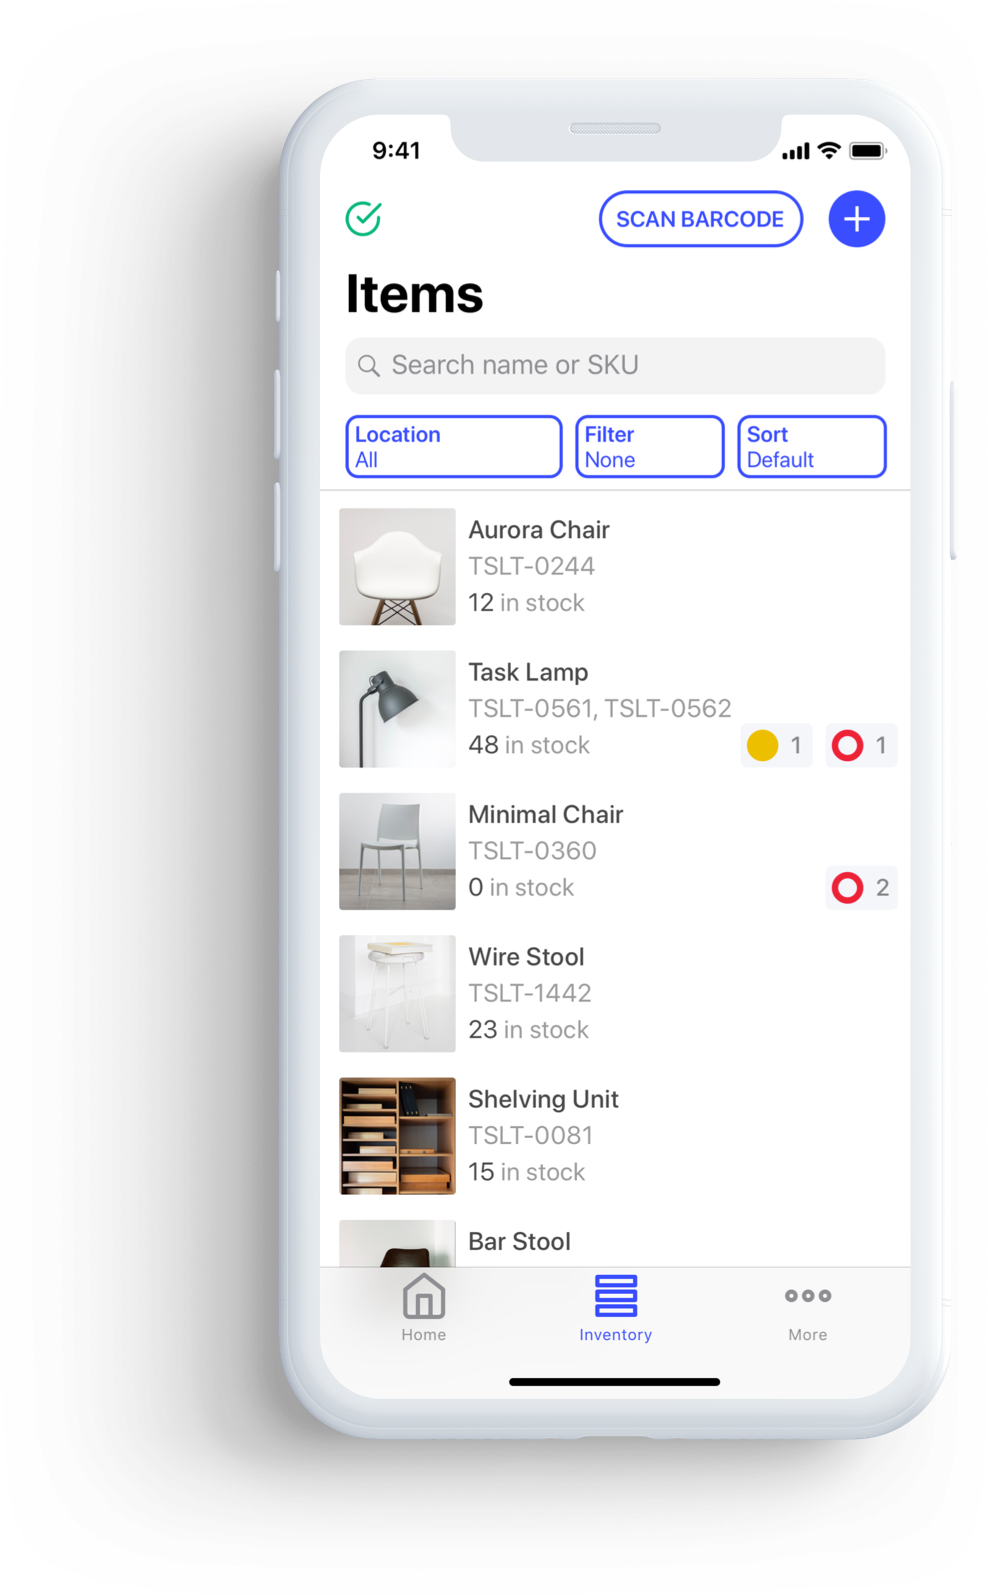 9:41
SCAN BARCODE
Items
Search name or SKU
Location
All
Filter
None
Sort
Default
Aurora Chair
TSLT-0244
12 in stock
Task Lamp
TSLT-0561, TSLT-0562
48 in stock
1
1
Minimal Chair
TSLT-0360
0 in stock
2
Wire Stool
TSLT-1442
23 in stock
Shelving Unit
TSLT-0081
15 in stock
Bar Stool
Home
Inventory
More